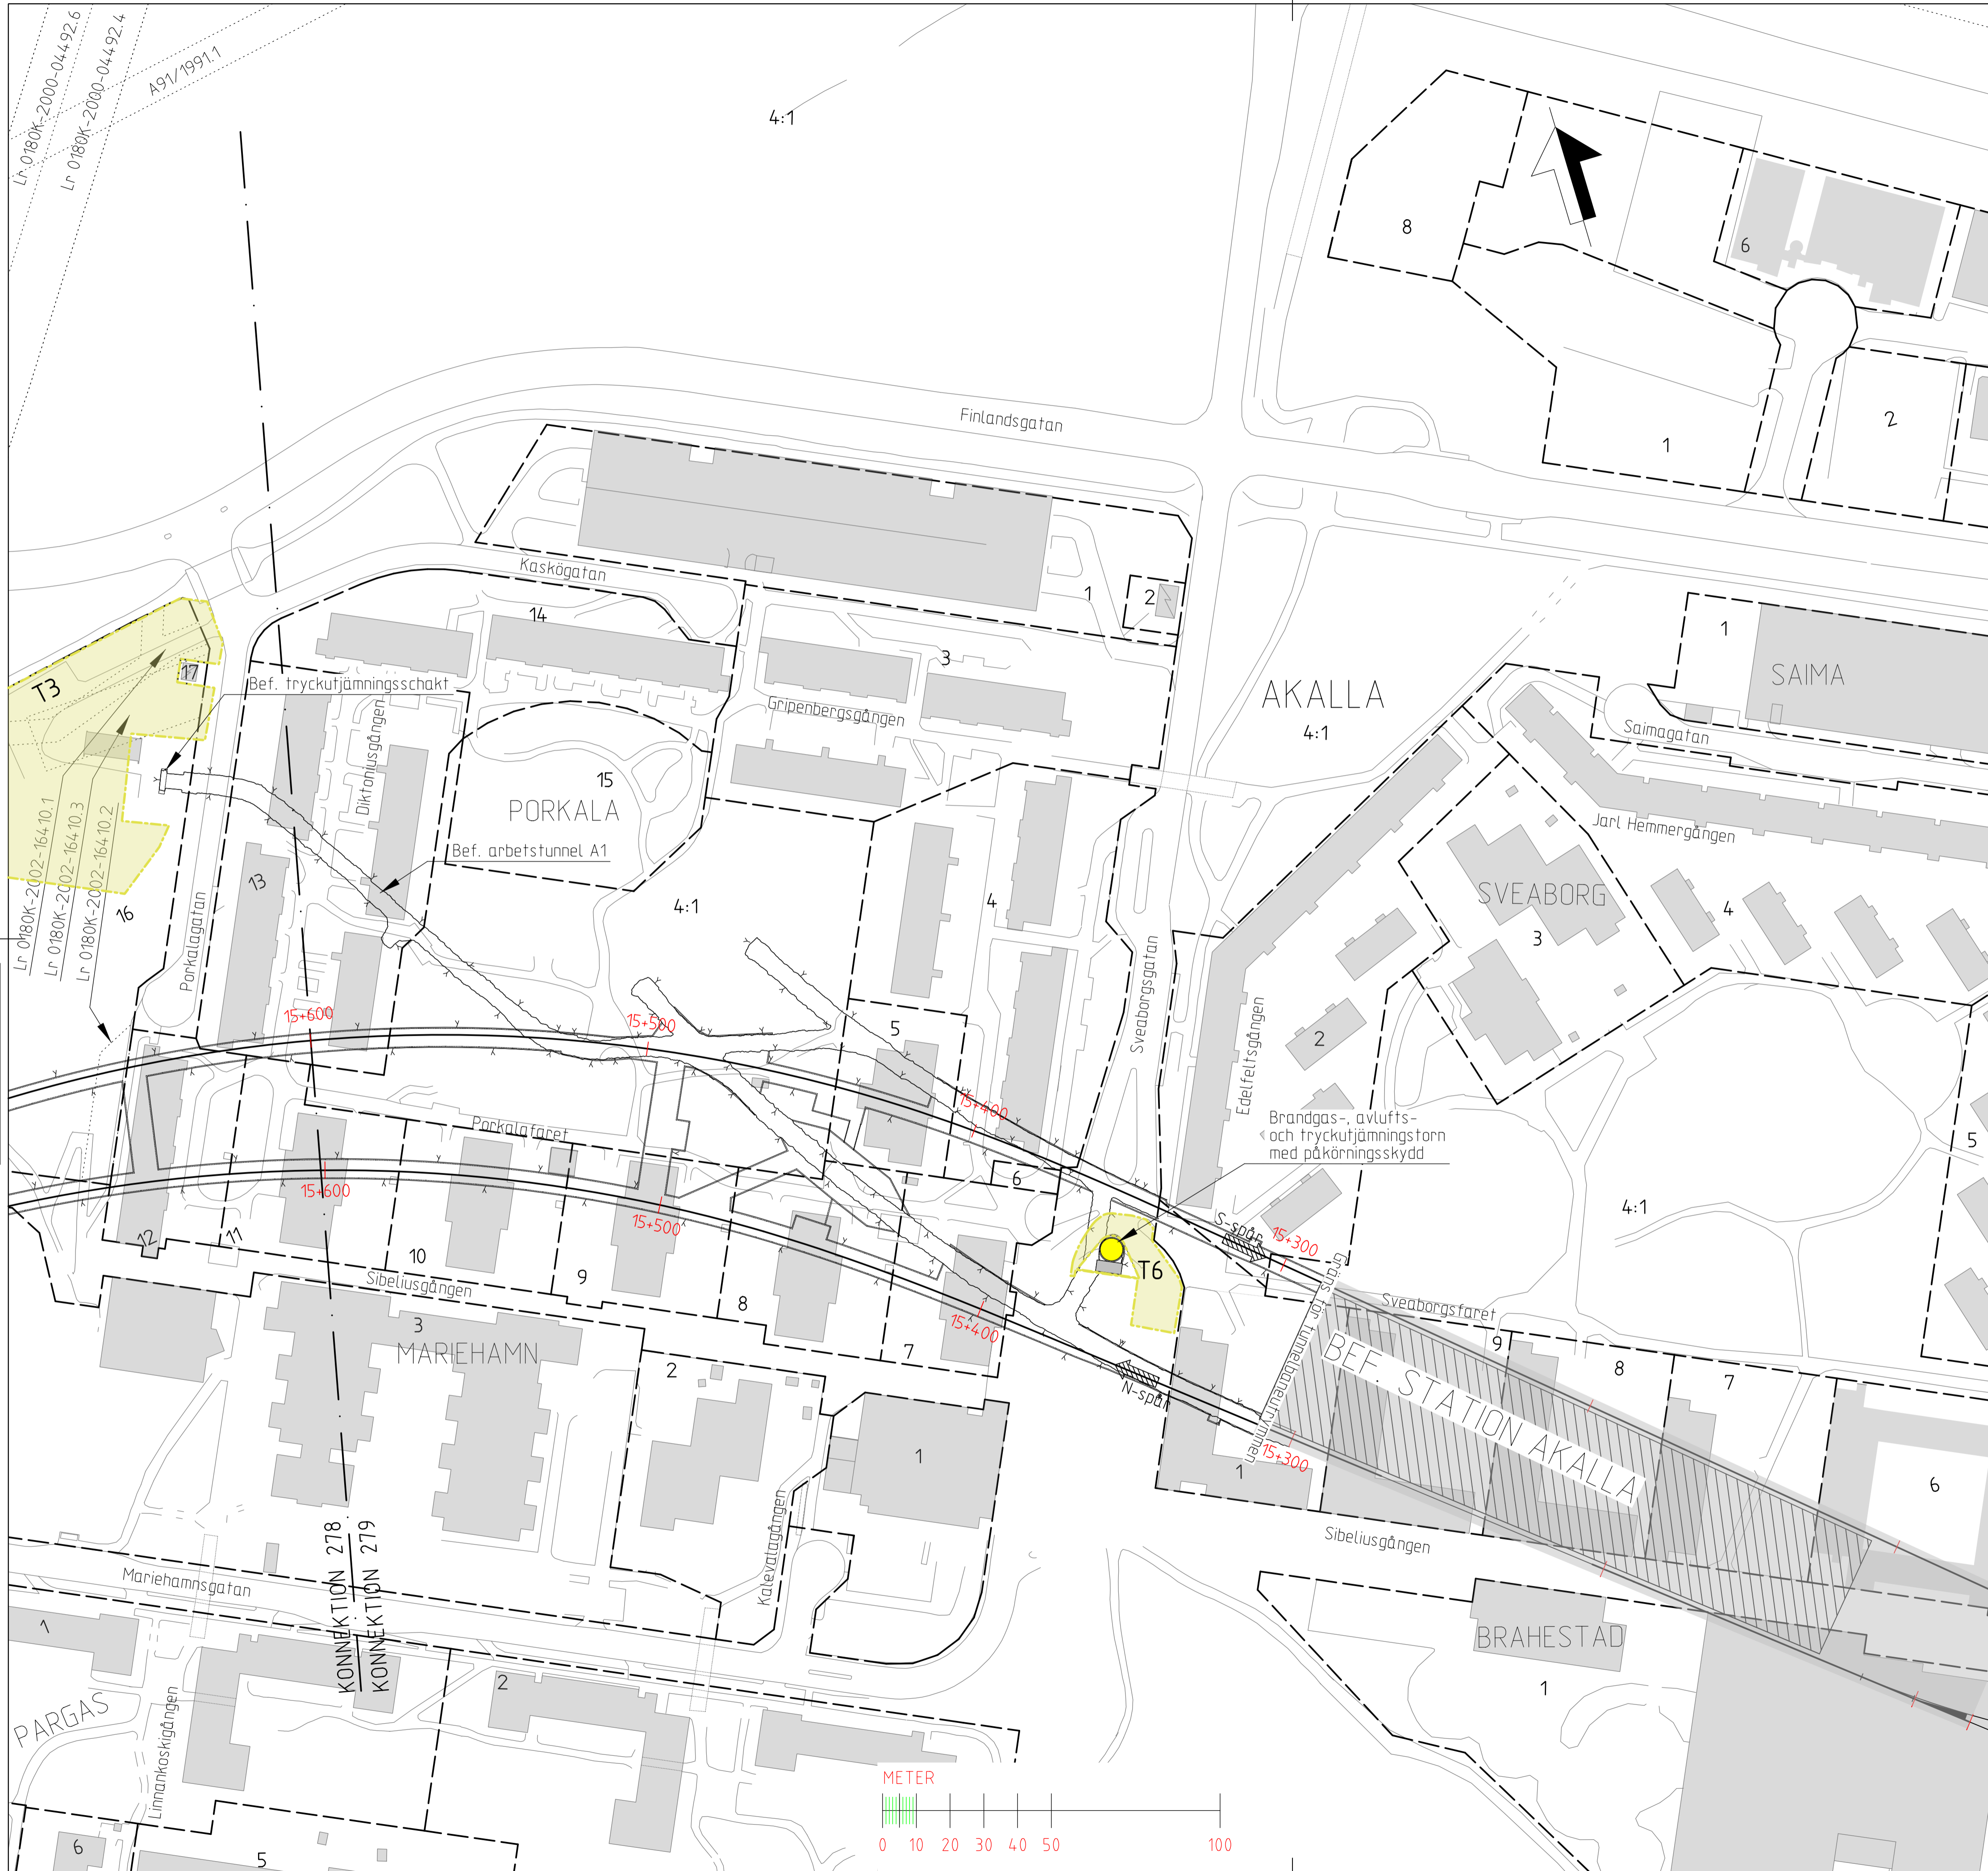 Lr 0180K-2000-04492.6
Lr 0180K-2000-04492.4
A91/1991.1
4:1
8
6
Finlandsgatan
1
2
Kaskögatan
14
1
2
3
1
SAIMA
T3
17
Bef. tryckutjämningsschakt
Diktoniusgången
Gripenbergsgången
AKALLA
4:1
Saimagatan
15
PORKALA
Jarl Hemmergången
Bef. arbetstunnel A1
13
SVEABORG
4
3
4
4:1
16
Lr 0180K-2002-16410.1
Lr 0180K-2002-16410.3
Lr 0180K-2002-16410.2
Porkalagatan
Sveaborgsgatan
Edelfeltsgången
15+600
15+500
5
2
15+400
Porkalafaret
Brandgas-, avlufts-
och tryckutjämningstorn
med påkörningsskydd
5
6
15+600
15+500
4:1
12
11
10
9
8
7
S-spår
15+300
T6
Gräns för tunnelbaneutrymmen
Sibeliusgången
3
MARIEHAMN
2
15+400
Sveaborgsfaret
9
8
7
BEF. STATION AKALLA
N-spår
15+300
1
1
6
Kalevalagången
Sibeliusgången
KONNEKTION 278
KONNEKTION 279
Mariehamnsgatan
1
2
BRAHESTAD
1
PARGAS
Linnankoskigången
METER
0 10 20 30 40 50 100
6
5